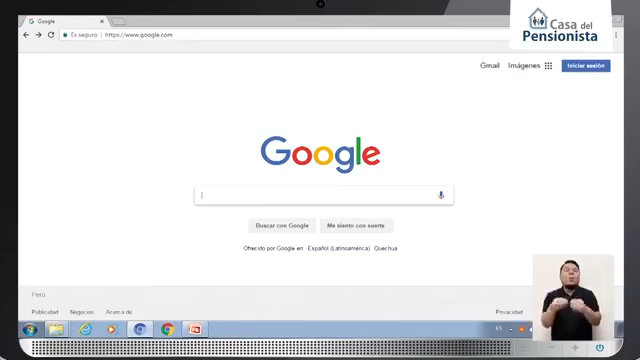 Google
Casa del
Pensionista
Es seguro
https://www.google.com
Gmail
Imágenes
Iniciar sesión
Google
Buscar con Google
Me siento con suerte
Ofrecido por Google en: Español (Latinoamérica) Quechua
Perú
Publicidad
Negocios
Acerca de
Privacidad
ES